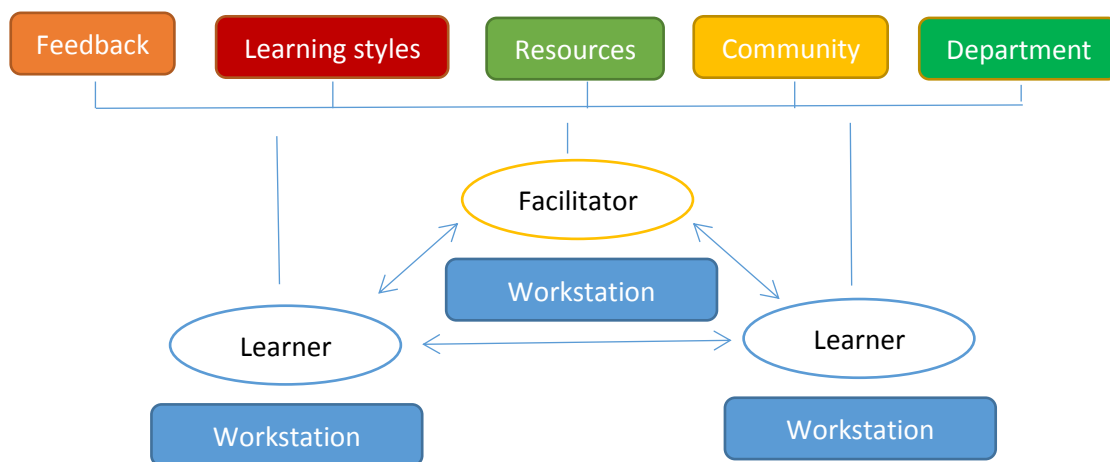 Feedback
Learning styles
Resources
Community
Department
Facilitator
Workstation
Learner
Learner
Workstation
Workstation